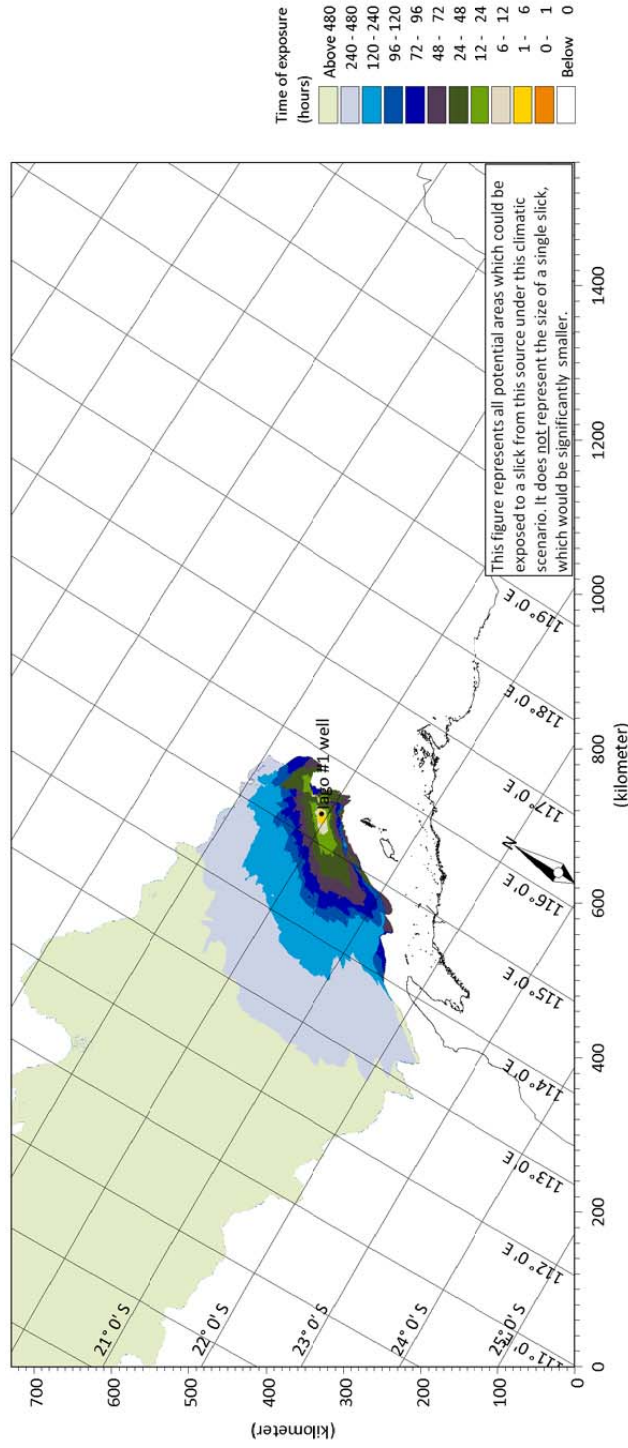 Time of exposure
(hours)
Above 480
240 - 480
120 - 240
96 - 120
72 - 96
48 - 72
24 - 48
12 - 24
6 - 12
1 - 6
0 - 1
Below 0
700
600
500
400
300
200
100
0
(kilometer)
21° 0' S
22° 0' S
23° 0' S
24° 0' S
25° 0' S
Iago #1 well
N
111° 0' E
112° 0' E
113° 0' E
114° 0' E
115° 0' E
116° 0' E
117° 0' E
118° 0' E
119° 0' E
This figure represents all potential areas which could be
exposed to a slick from this source under this climatic
scenario. It does not represent the size of a single slick,
which would be significantly smaller.
0
200
400
600
800
1000
1200
1400
(kilometer)